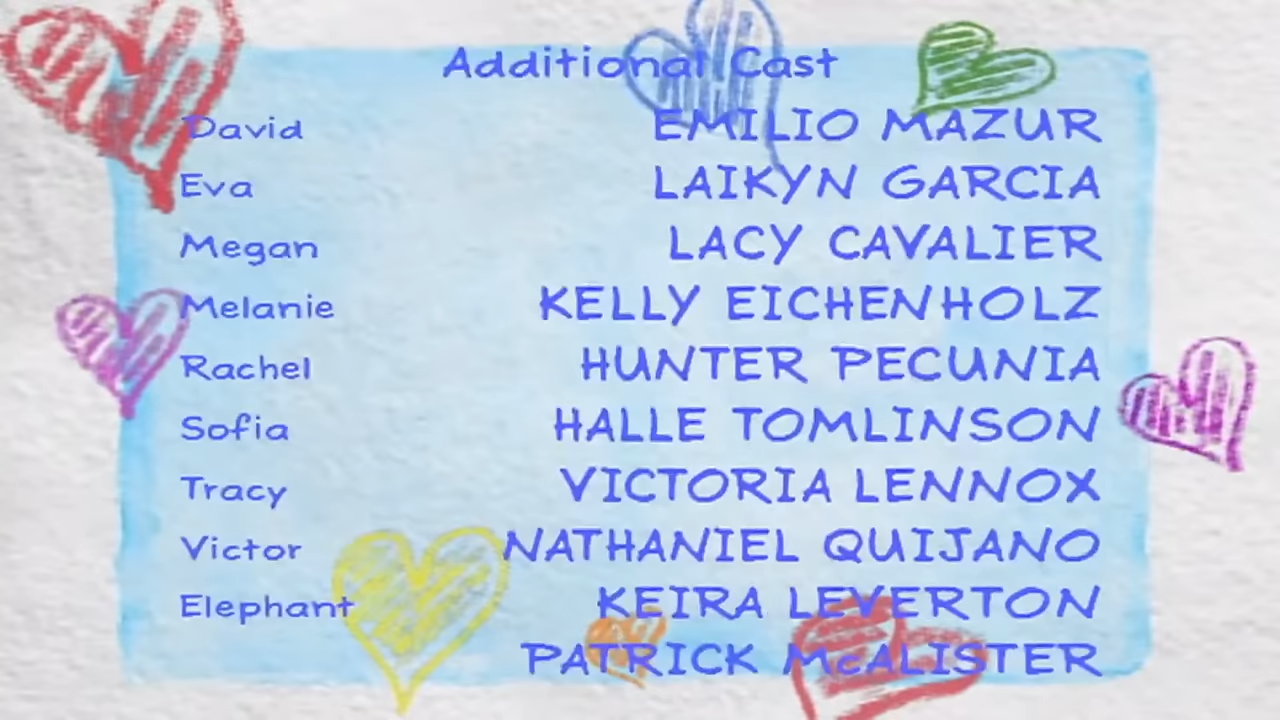 Additional Cast
David EMILIO MAZUR
Eva LAIKYN GARCIA
Megan LACY CAVALIER
Melanie KELLY EICHENHOLZ
Rachel HUNTER PECUNIA
Sofia HALLE TOMLINSON
Tracy VICTORIA LENNOX
Victor NATHANIEL QUIJANO
Elephant KEIRA LEVERTON
PATRICK McALISTER